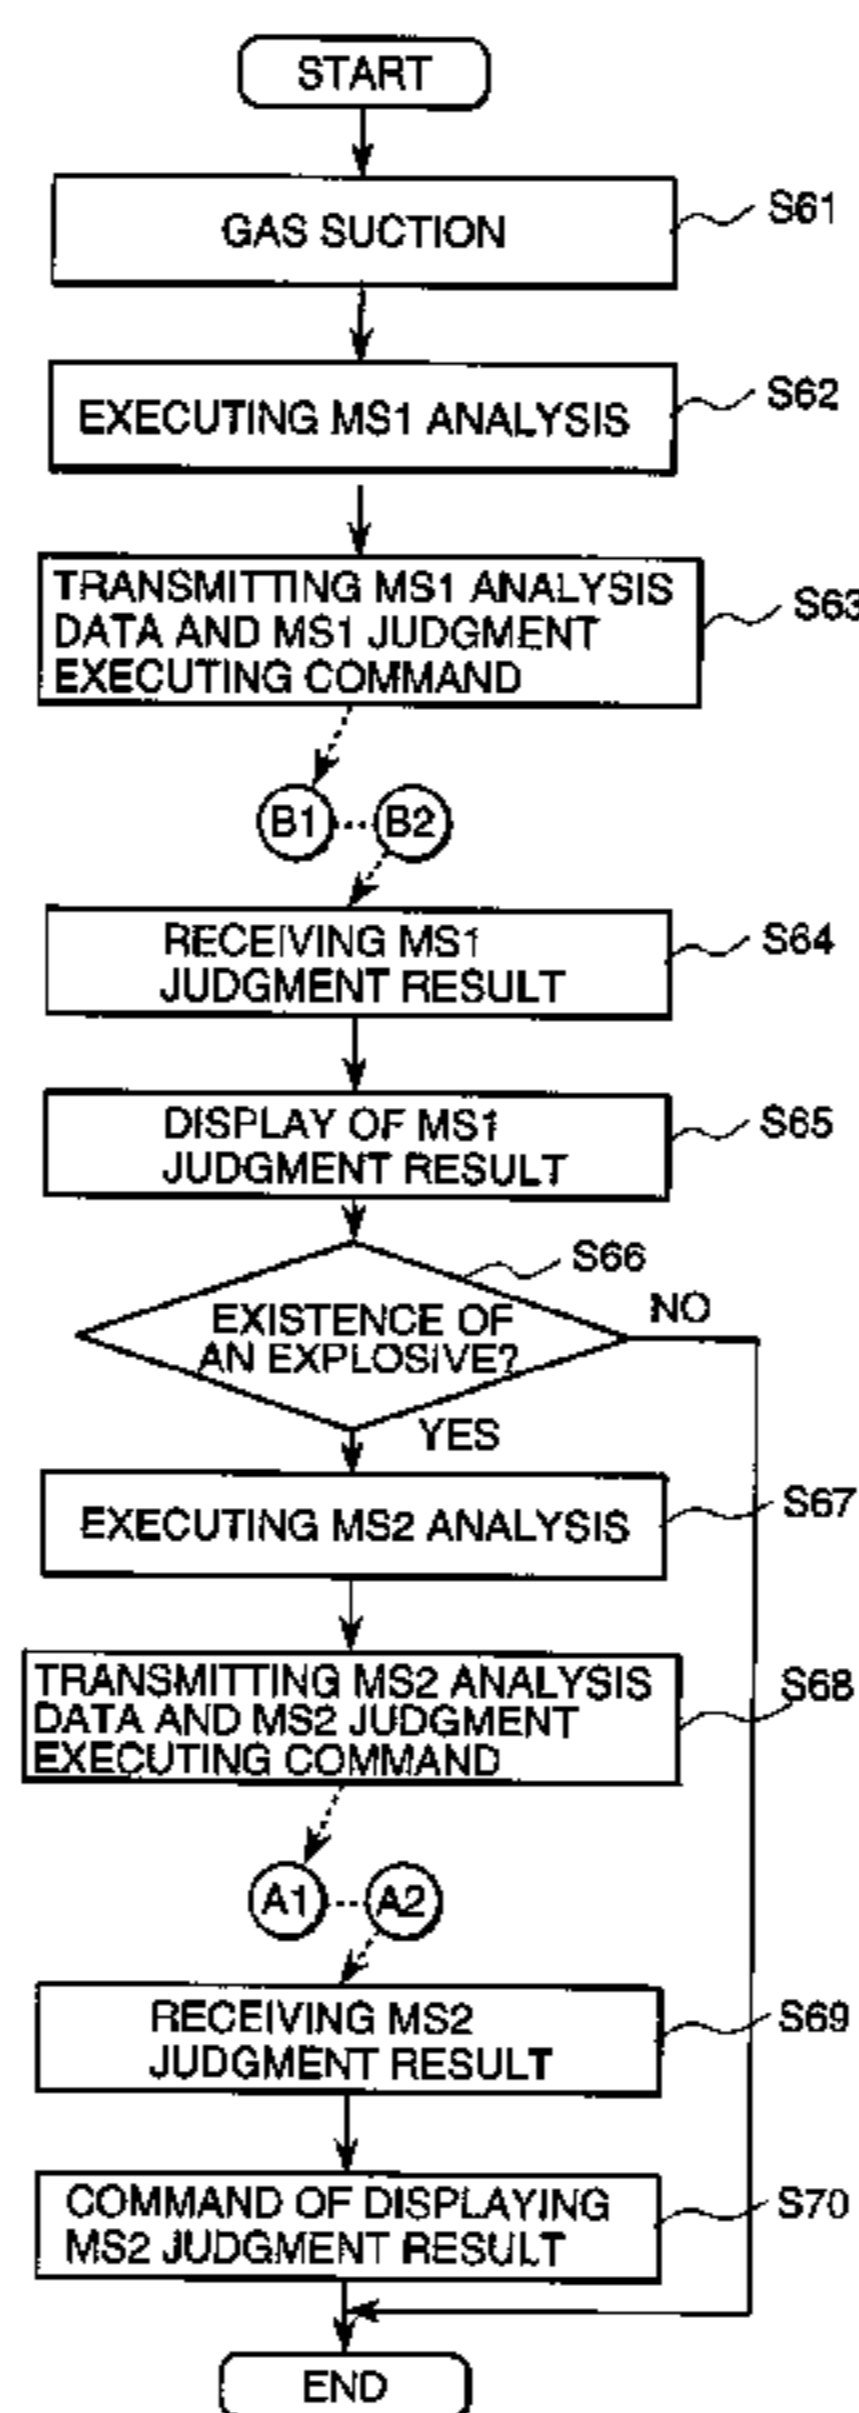 START
GAS SUCTION
S61
EXECUTING MS1 ANALYSIS
S62
TRANSMITTING MS1 ANALYSIS
DATA AND MS1 JUDGMENT
EXECUTING COMMAND
S63
B1
B2
RECEIVING MS1
JUDGMENT RESULT
S64
DISPLAY OF MS1
JUDGMENT RESULT
S65
S66
EXISTENCE OF
AN EXPLOSIVE?
NO
YES
EXECUTING MS2 ANALYSIS
S67
TRANSMITTING MS2 ANALYSIS
DATA AND MS2 JUDGMENT
EXECUTING COMMAND
S68
A1
A2
RECEIVING MS2
JUDGMENT RESULT
S69
COMMAND OF DISPLAYING
MS2 JUDGMENT RESULT
S70
END